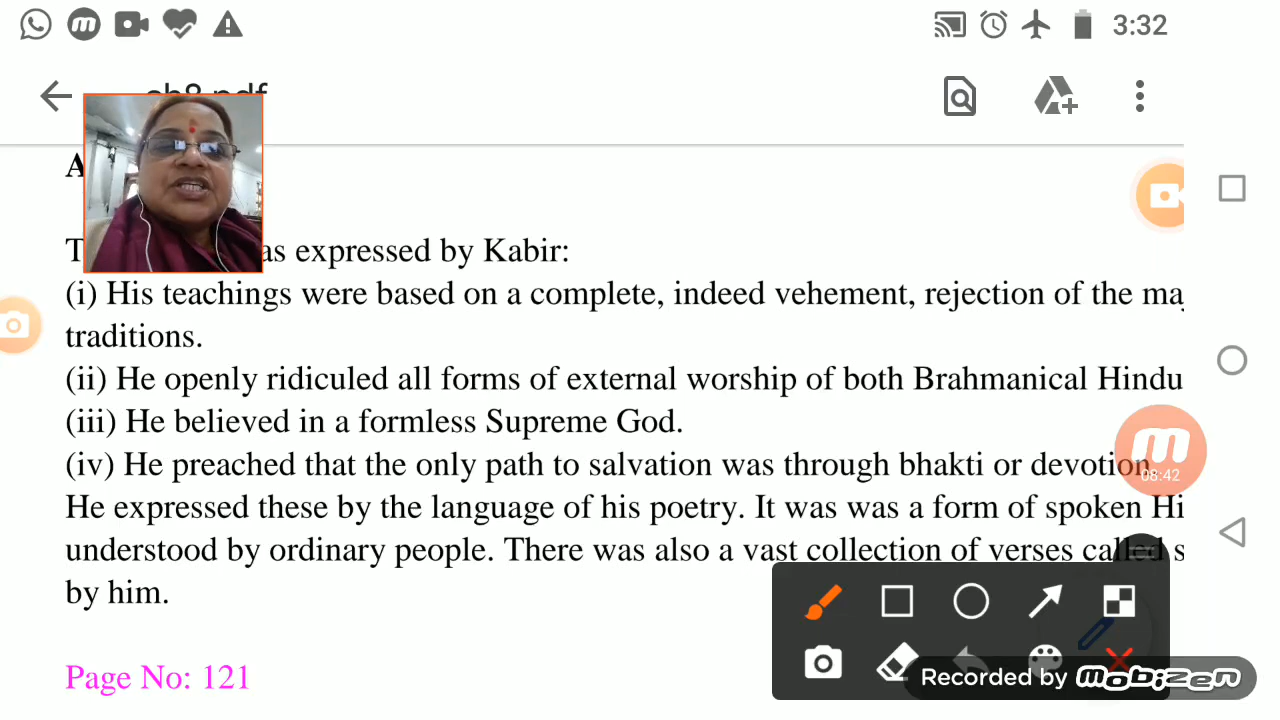 3:32
ch8.pdf
as expressed by Kabir:
(i) His teachings were based on a complete, indeed vehement, rejection of the
traditions.
(ii) He openly ridiculed all forms of external worship of both Brahmanical Hindu
(iii) He believed in a formless Supreme God.
(iv) He preached that the only path to salvation was through bhakti or devotion
08:42
He expressed these by the language of his poetry. It was was a form of spoken
understood by ordinary people. There was also a vast collection of verses called
by him.
Page No: 121
Recorded by mobizen